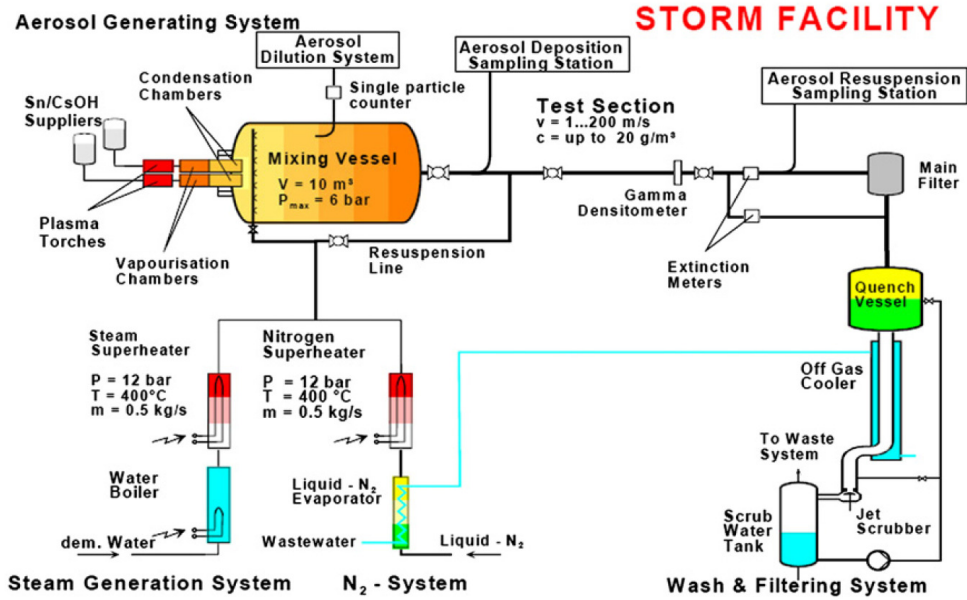 STORM FACILITY
Aerosol Generating System
Aerosol
Dilution System
Aerosol Deposition
Sampling Station
Aerosol Resuspension
Sampling Station
Condensation
Chambers
Single particle
counter
Sn/CsOH
Suppliers
Test Section
v = 1...200 m/s
c = up to 20 g/m³
Mixing Vessel
V = 10 m³
Pmax = 6 bar
Main
Filter
Gamma
Densitometer
Plasma
Torches
Vapourisation
Chambers
Resuspension
Line
Extinction
Meters
Quench
Vessel
Steam
Superheater
P = 12 bar
T = 400°C
m = 0.5 kg/s
Nitrogen
Superheater
P = 12 bar
T = 400 °C
m = 0.5 kg/s
Off Gas
Cooler
To Waste
System
Water
Boiler
Liquid - N₂
Evaporator
Scrub
Water
Tank
Jet
Scrubber
dem. Water
Wastewater
Liquid - N₂
Steam Generation System
N₂ - System
Wash & Filtering System